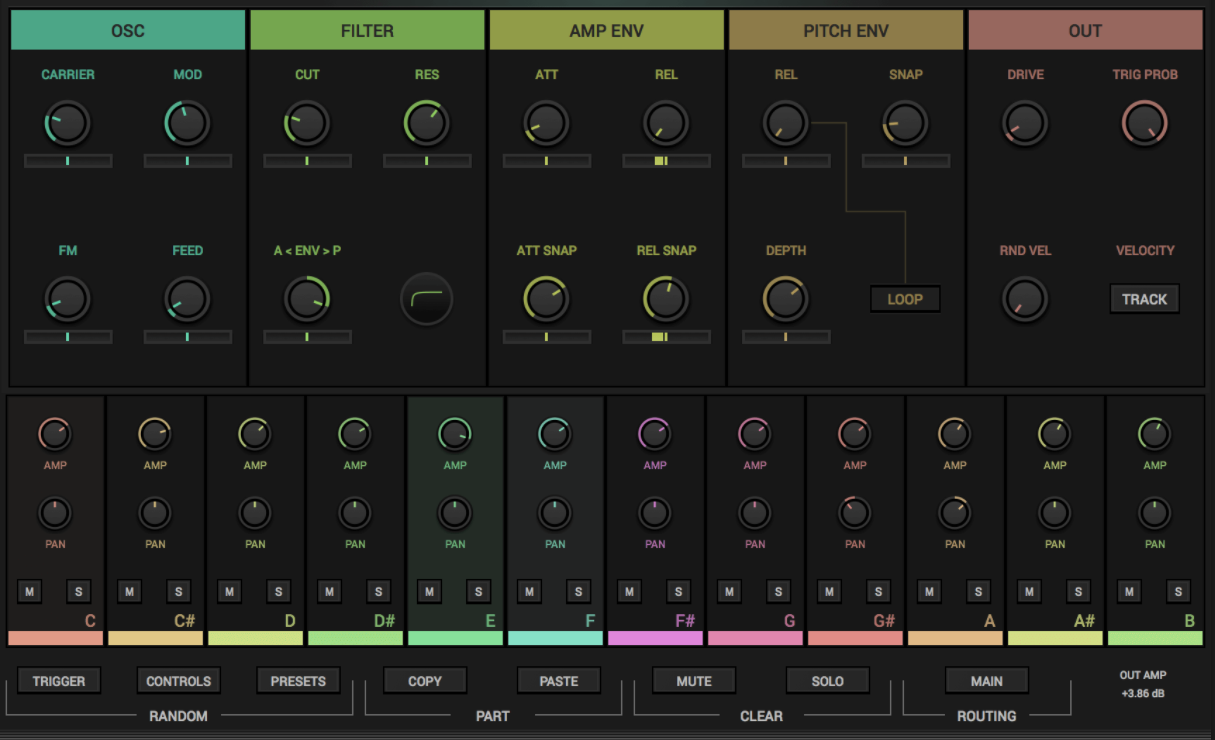 OSC FILTER AMP ENV PITCH ENV OUT
CARRIER MOD CUT RES ATT REL REL SNAP DRIVE TRIG PROB
FM FEED A < ENV > P ATT SNAP REL SNAP DEPTH RND VEL VELOCITY
LOOP TRACK
AMP AMP AMP AMP AMP AMP AMP AMP AMP AMP AMP AMP
PAN PAN PAN PAN PAN PAN PAN PAN PAN PAN PAN PAN
M S M S M S M S M S M S M S M S M S M S M S M S
C C# D D# E F F# G G# A A# B
TRIGGER CONTROLS PRESETS COPY PASTE MUTE SOLO MAIN OUT AMP
+3.86 dB
RANDOM PART CLEAR ROUTING